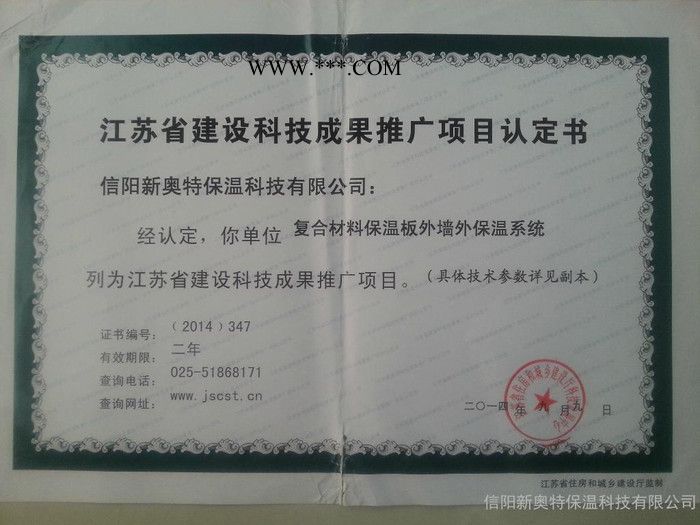 WWW.***.COM
江苏省建设科技成果推广项目认定书
信阳新奥特保温科技有限公司：
经认定，你单位 复合材料保温板外墙外保温系统
列为江苏省建设科技成果推广项目。（具体技术参数详见副本）
证书编号： （2014）347
有效期限： 二年
查询电话： 025-51868171
查询网址： www.jscst.cn
二〇一四 年 九 月 九 日
江苏省住房和城乡建设厅监制
信阳新奥特保温科技有限公司